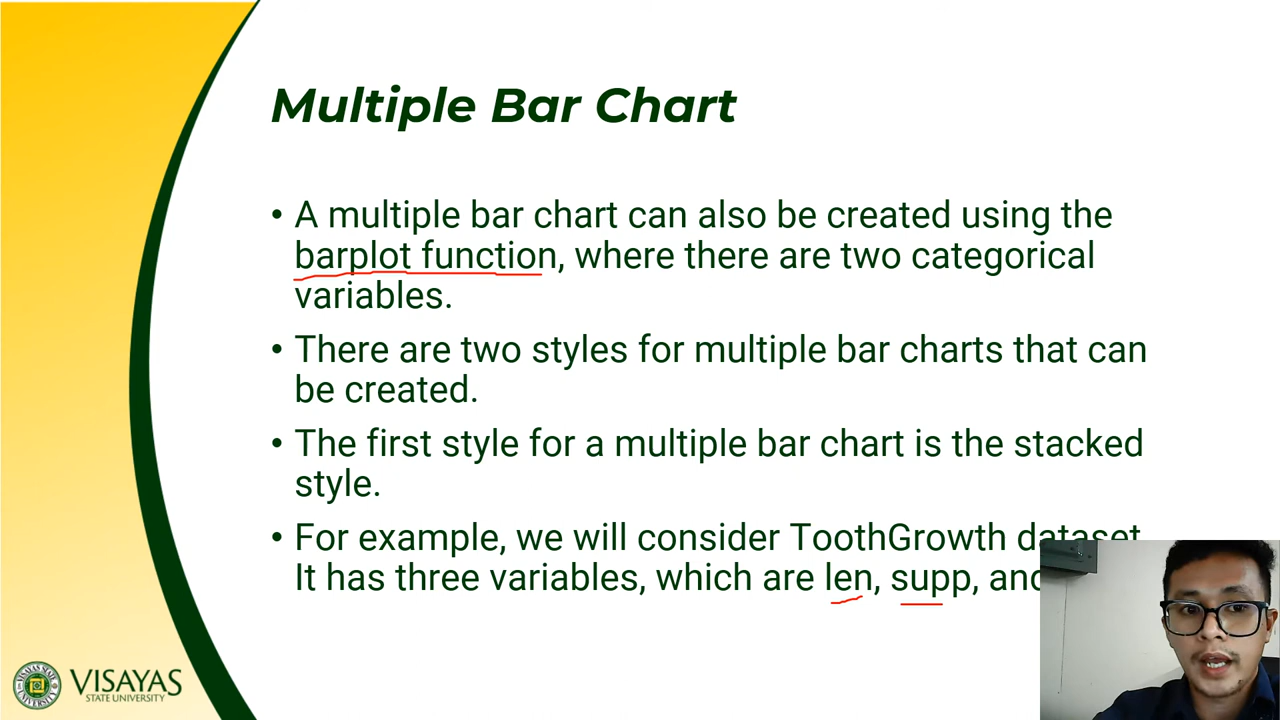 Multiple Bar Chart
• A multiple bar chart can also be created using the
barplot function, where there are two categorical
variables.
• There are two styles for multiple bar charts that can
be created.
• The first style for a multiple bar chart is the stacked
style.
• For example, we will consider ToothGrowth dataset.
It has three variables, which are len, supp, and
VISAYAS
STATE UNIVERSITY